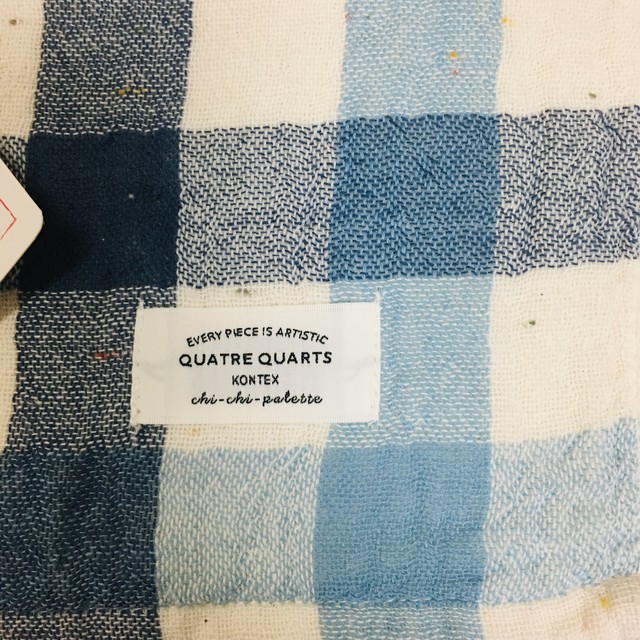 EVERY PIECE IS ARTISTIC
QUATRE QUARTS
KONTEX
chi-chi-palette